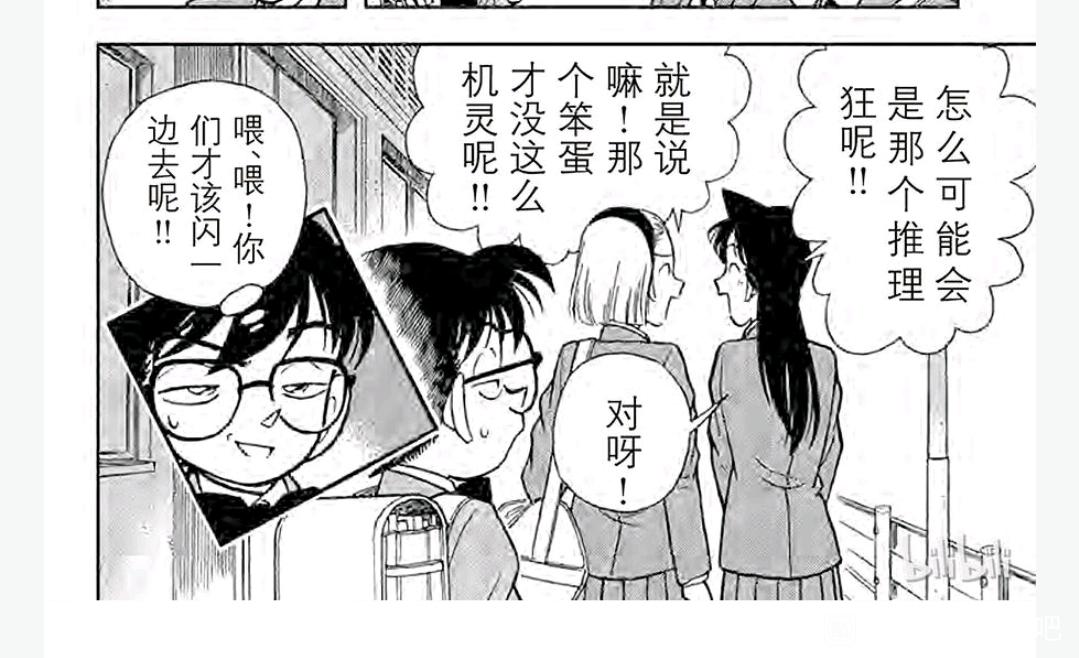 怎么可能会
是那个推理
狂呢!!
就是说
嘛!那
个笨蛋
才没这么
机灵呢!!
对呀!
喂、喂!你
们才该闪一
边去呢!!
bilibili
吧